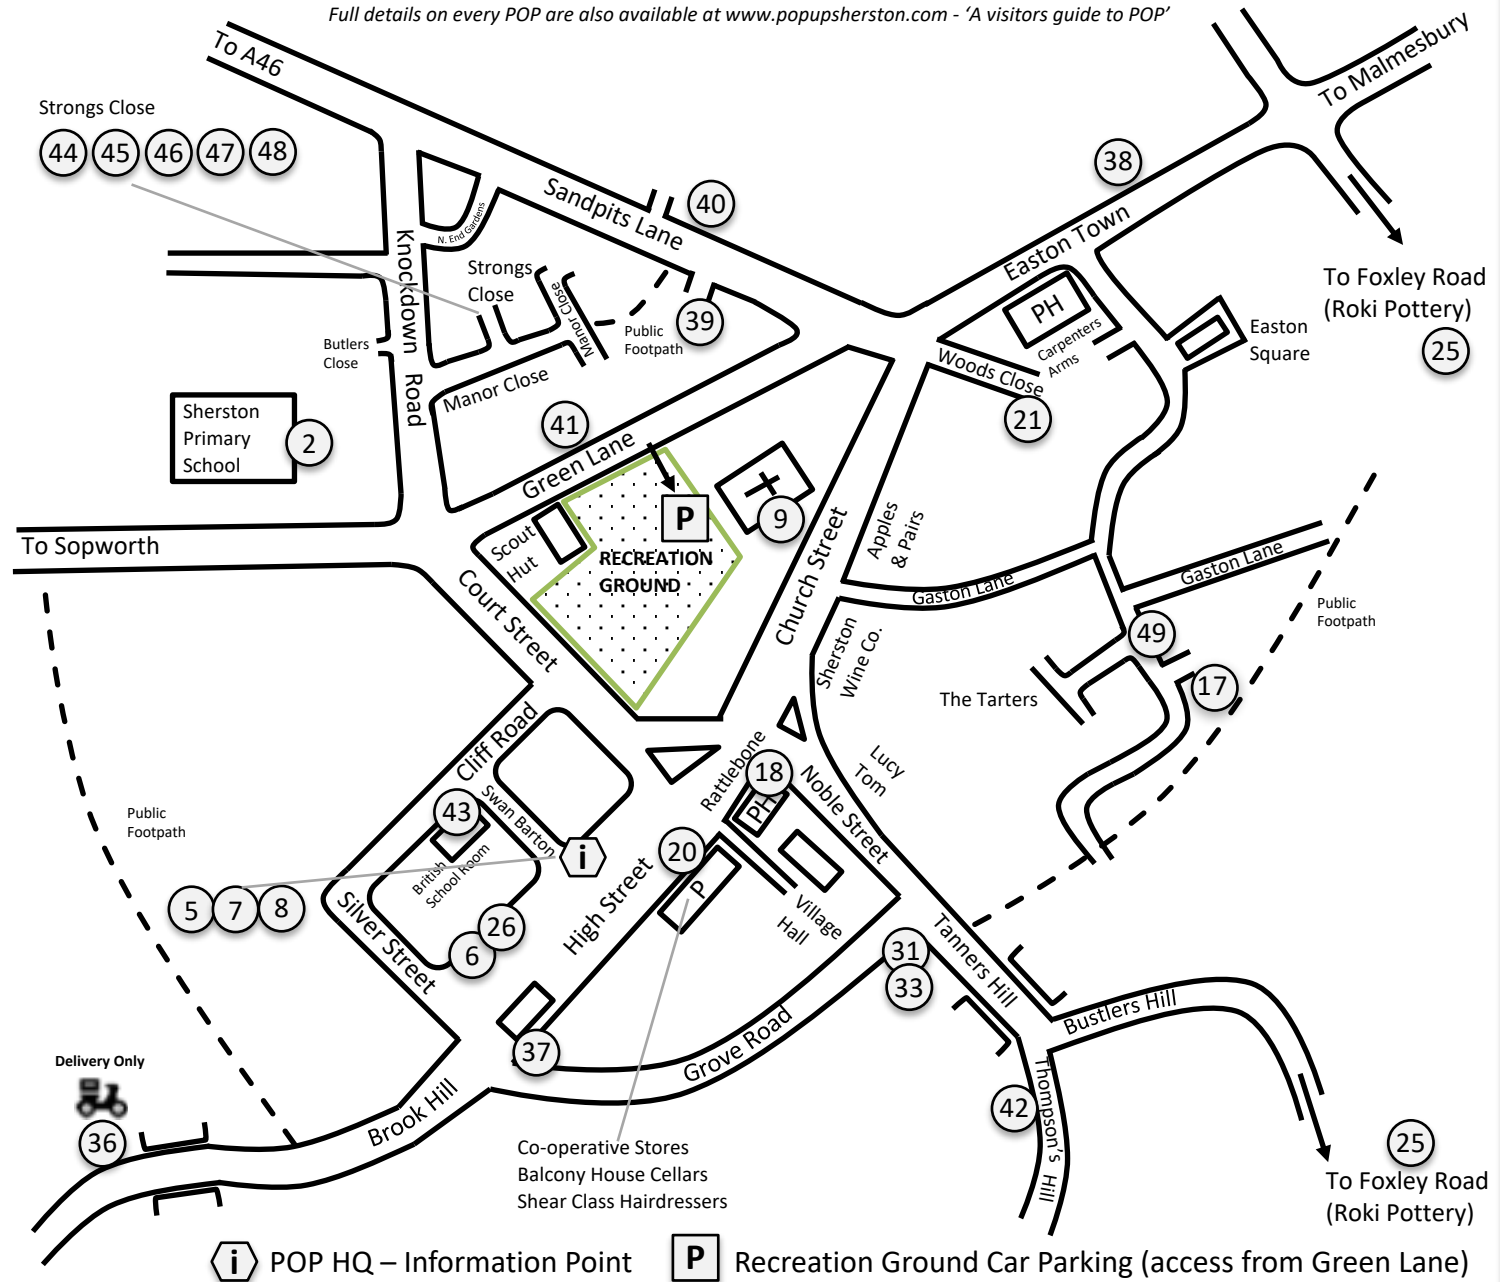 Full details on every POP are also available at www.popupsherston.com - ‘A visitors guide to POP’
To A46
To Malmesbury
Strongs Close
44 45 46 47 48
38
40
Sandpits Lane
Easton Town
N. End Gardens
Knockdown Road
Strongs
Close
Manor Close
Public
Footpath
39
PH
Carpenters
Arms
Easton
Square
To Foxley Road
(Roki Pottery)
25
Butlers
Close
Woods Close
21
Manor Close
Sherston
Primary
School
2
41
Green Lane
P
9
Scout
Hut
RECREATION
GROUND
Church Street
Apples
& Pairs
To Sopworth
Court Street
Gaston Lane
Gaston Lane
Public
Footpath
49
Sherston
Wine Co.
The Tarters
17
Cliff Road
Rattlebone
18
PH
Lucy
Tom
Noble Street
43
Swan Barton
British
School Room
i
Public
Footpath
20
P
High Street
5 7 8
Silver Street
Village
Hall
26
6
31
33
Tanners Hill
Bustlers Hill
37
Grove Road
Delivery Only
36
Brook Hill
42
Thompson's Hill
Co-operative Stores
Balcony House Cellars
Shear Class Hairdressers
25
To Foxley Road
(Roki Pottery)
i POP HQ – Information Point
P Recreation Ground Car Parking (access from Green Lane)